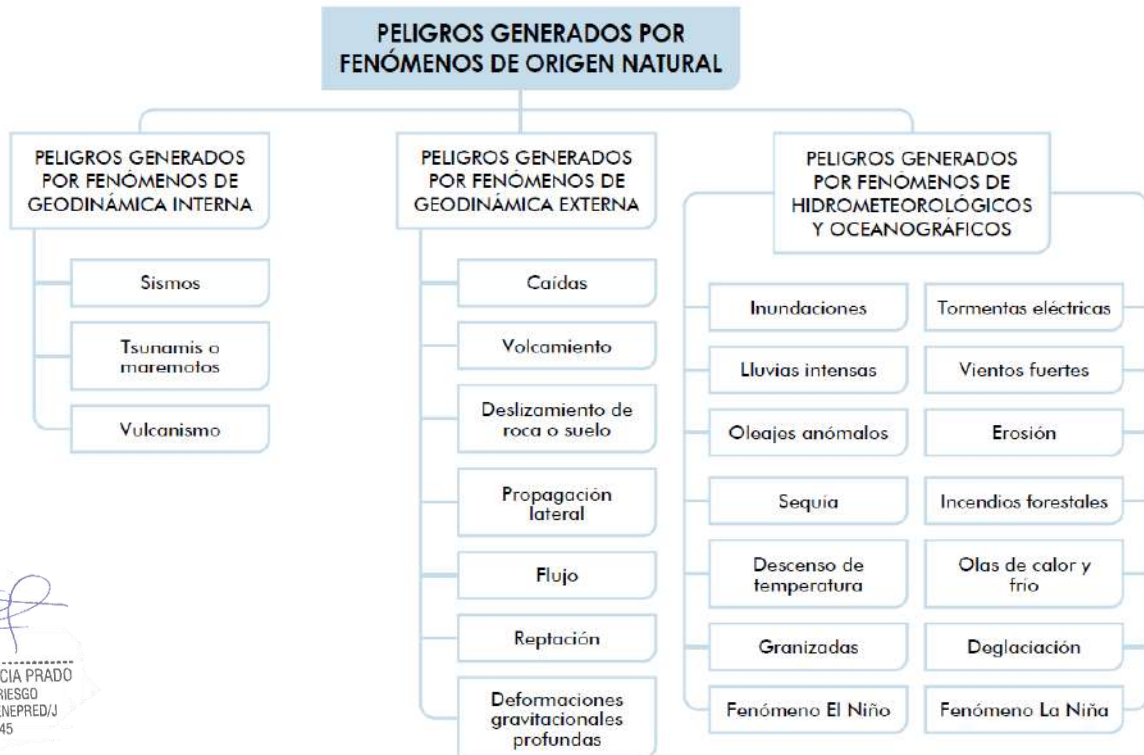 PELIGROS GENERADOS POR
FENÓMENOS DE ORIGEN NATURAL
PELIGROS GENERADOS
POR FENÓMENOS DE
GEODINÁMICA INTERNA
Sismos
Tsunamis o
maremotos
Vulcanismo
PELIGROS GENERADOS
POR FENÓMENOS DE
GEODINÁMICA EXTERNA
Caídas
Volcamiento
Deslizamiento de
roca o suelo
Propagación
lateral
Flujo
Reptación
Deformaciones
gravitacionales
profundas
PELIGROS GENERADOS
POR FENÓMENOS DE
HIDROMETEOROLÓGICOS
Y OCEANOGRÁFICOS
Inundaciones
Lluvias intensas
Oleajes anómalos
Sequía
Descenso de
temperatura
Granizadas
Fenómeno El Niño
Tormentas eléctricas
Vientos fuertes
Erosión
Incendios forestales
Olas de calor y
frío
Deglaciación
Fenómeno La Niña
CIA PRADO
RIESGO
ENEPRED/J
45